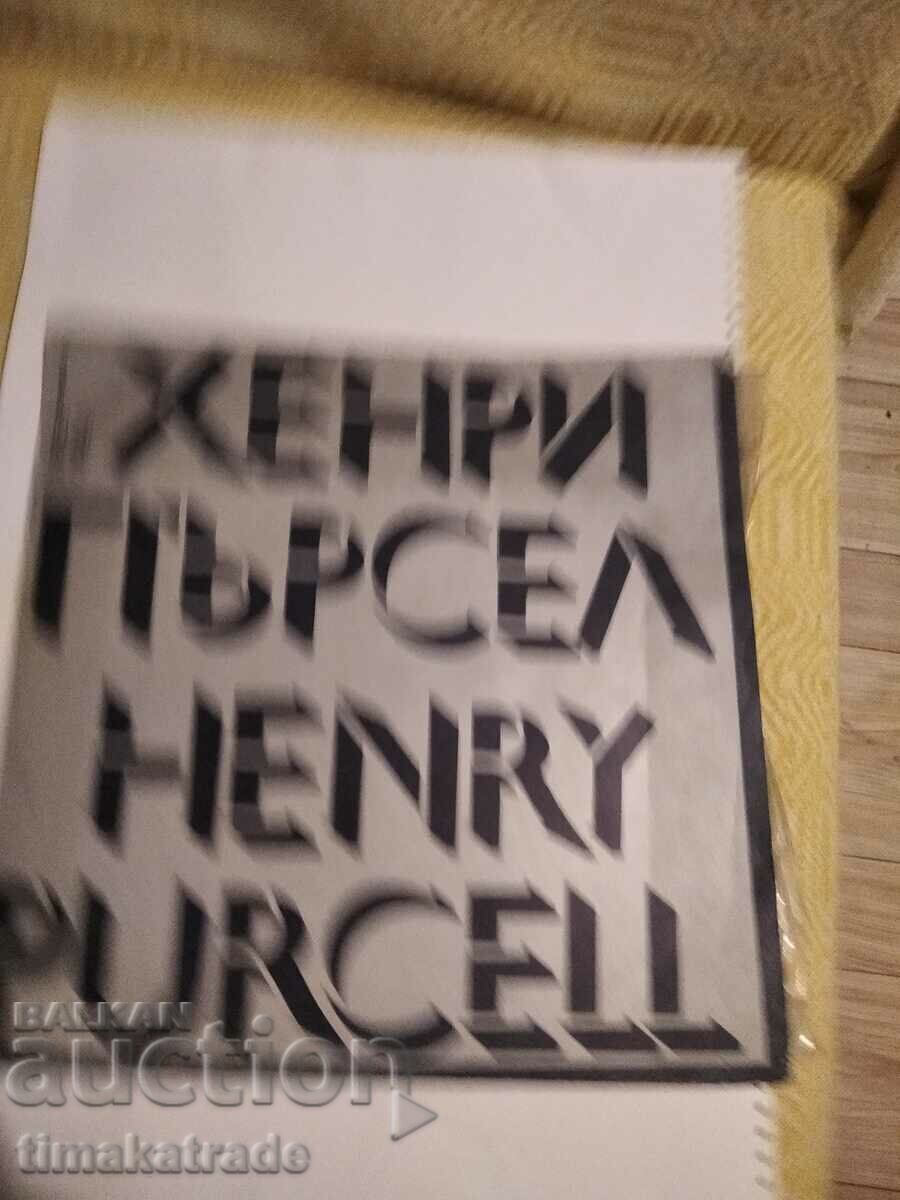 ХЕНРИ
ПЪРСЕЛ
HENRY
PURCELL
BALKAN
auction
timakatrade